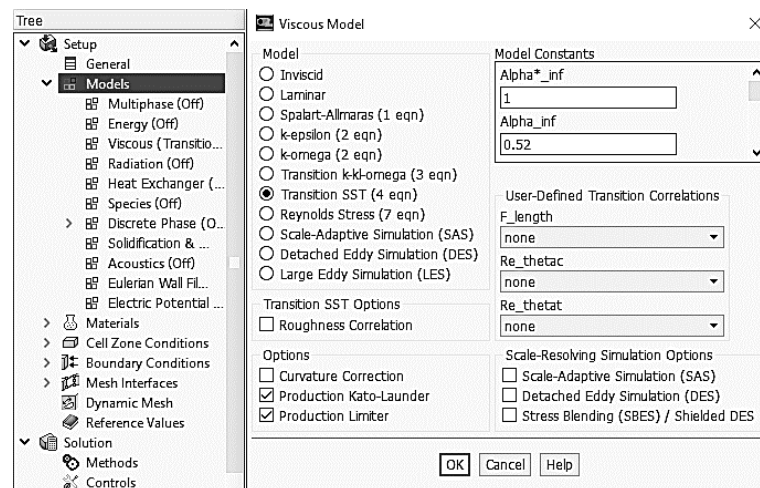 Tree
Setup
General
Models
Multiphase (Off)
Energy (Off)
Viscous (Transitio...
Radiation (Off)
Heat Exchanger (...
Species (Off)
Discrete Phase (O...
Solidification & ...
Acoustics (Off)
Eulerian Wall Fil...
Electric Potential ...
Materials
Cell Zone Conditions
Boundary Conditions
Mesh Interfaces
Dynamic Mesh
Reference Values
Solution
Methods
Controls
Viscous Model
Model
Inviscid
Laminar
Spalart-Allmaras (1 eqn)
k-epsilon (2 eqn)
k-omega (2 eqn)
Transition k-kl-omega (3 eqn)
Transition SST (4 eqn)
Reynolds Stress (7 eqn)
Scale-Adaptive Simulation (SAS)
Detached Eddy Simulation (DES)
Large Eddy Simulation (LES)
Transition SST Options
Roughness Correlation
Options
Curvature Correction
Production Kato-Launder
Production Limiter
Model Constants
Alpha*_inf
1
Alpha_inf
0.52
User-Defined Transition Correlations
F_length
none
Re_thetac
none
Re_thetat
none
Scale-Resolving Simulation Options
Scale-Adaptive Simulation (SAS)
Detached Eddy Simulation (DES)
Stress Blending (SBES) / Shielded DES
OK Cancel Help